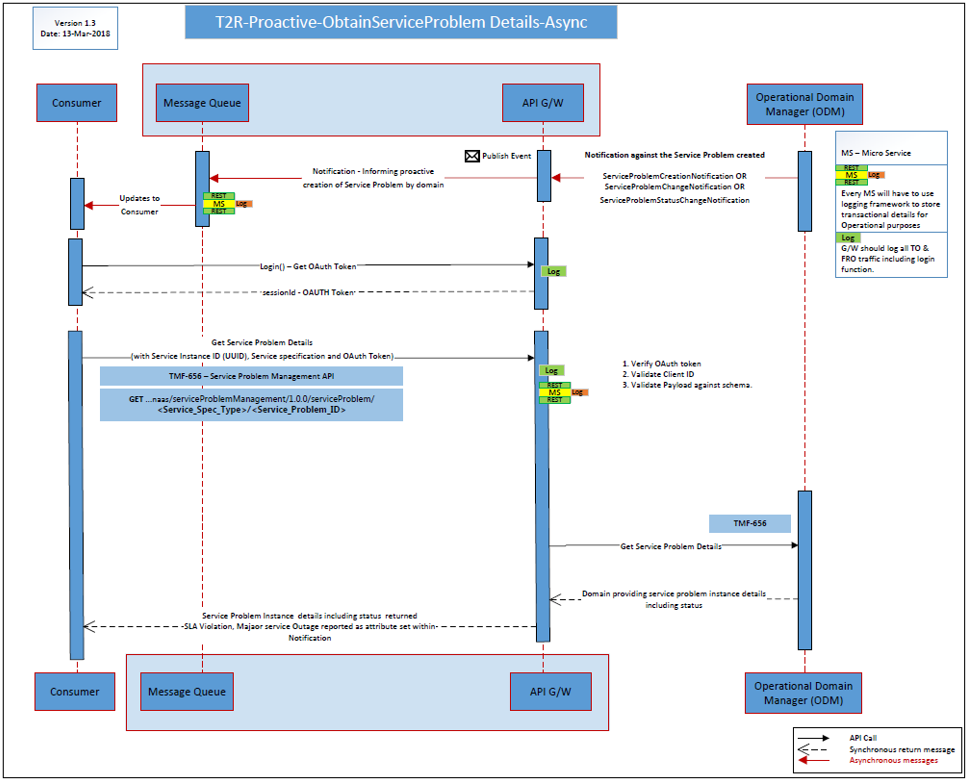 Version 1.3
Date: 13-Mar-2018
T2R-Proactive-ObtainServiceProblem Details-Async
Consumer
Message Queue
API G/W
Operational Domain
Manager (ODM)
Publish Event
Notification against the Service Problem created
Notification - Informing proactive
creation of Service Problem by domain
ServiceProblemCreationNotification OR
ServiceProblemChangeNotification OR
ServiceProblemStatusChangeNotification
MS – Micro Service
REST
MS
Log
REST
Every MS will have to use
logging framework to store
transactional details for
Operational purposes
Log
G/W should log all TO &
FRO traffic including login
function.
Updates to
Consumer
REST
MS
Log
REST
Login() – Get OAuth Token
Log
sessionId - OAUTH Token
Get Service Problem Details
(with Service Instance ID (UUID), Service specification and OAuth Token)
TMF-656 – Service Problem Management API
GET ...naas/serviceProblemManagement/1.0.0/serviceProblem/
<Service_Spec_Type>/<Service_Problem_ID>
Log
REST
MS
Log
REST
1. Verify OAuth token
2. Validate Client ID
3. Validate Payload against schema.
TMF-656
Get Service Problem Details
Domain providing service problem instance details
including status
Service Problem Instance details including status returned
SLA Violation, Majaor service Outage reported as attribute set within
Notification
Consumer
Message Queue
API G/W
Operational Domain
Manager (ODM)
API Call
Synchronous return message
Asynchronous messages